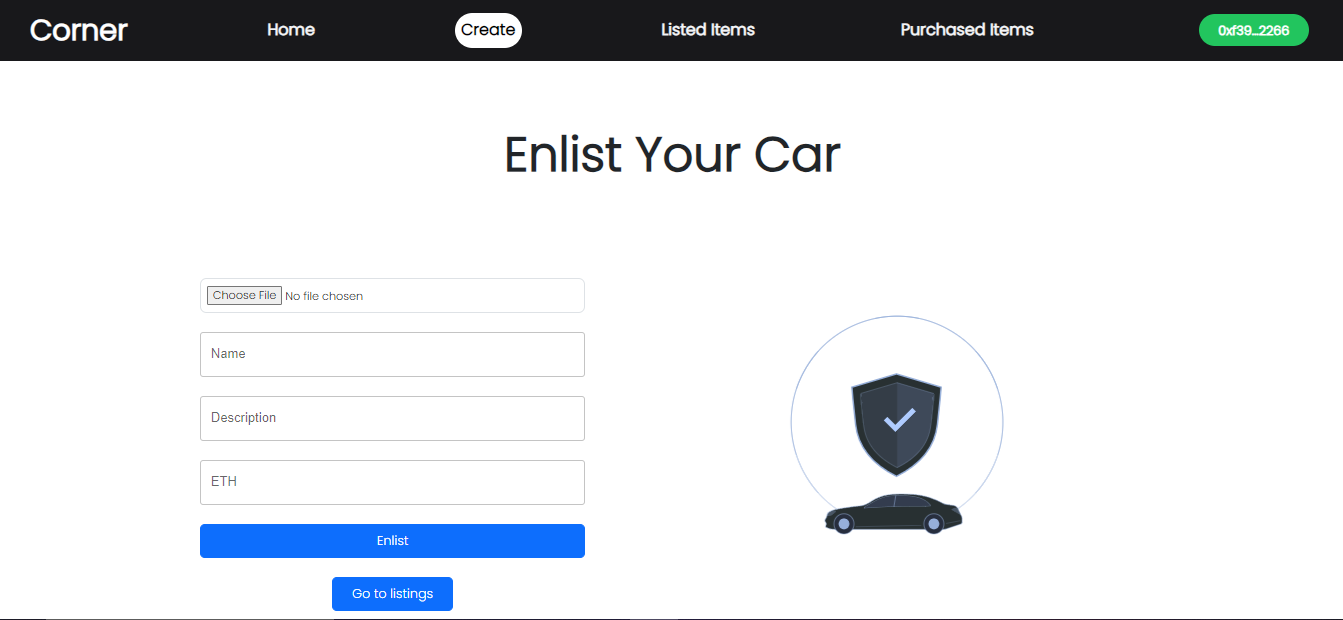 Corner
Home
Create
Listed Items
Purchased Items
0xf39...2266
Enlist Your Car
Choose File No file chosen
Name
Description
ETH
Enlist
Go to listings